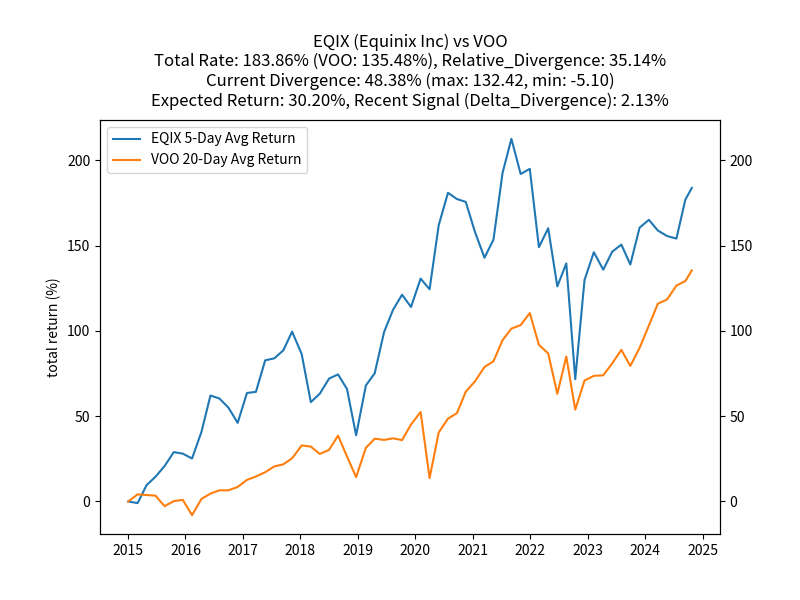 EQIX (Equinix Inc) vs VOO
Total Rate: 183.86% (VOO: 135.48%), Relative_Divergence: 35.14%
Current Divergence: 48.38% (max: 132.42, min: -5.10)
Expected Return: 30.20%, Recent Signal (Delta_Divergence): 2.13%
EQIX 5-Day Avg Return
VOO 20-Day Avg Return
total return (%)
200 200
150 150
100 100
50 50
0 0
2015 2016 2017 2018 2019 2020 2021 2022 2023 2024 2025